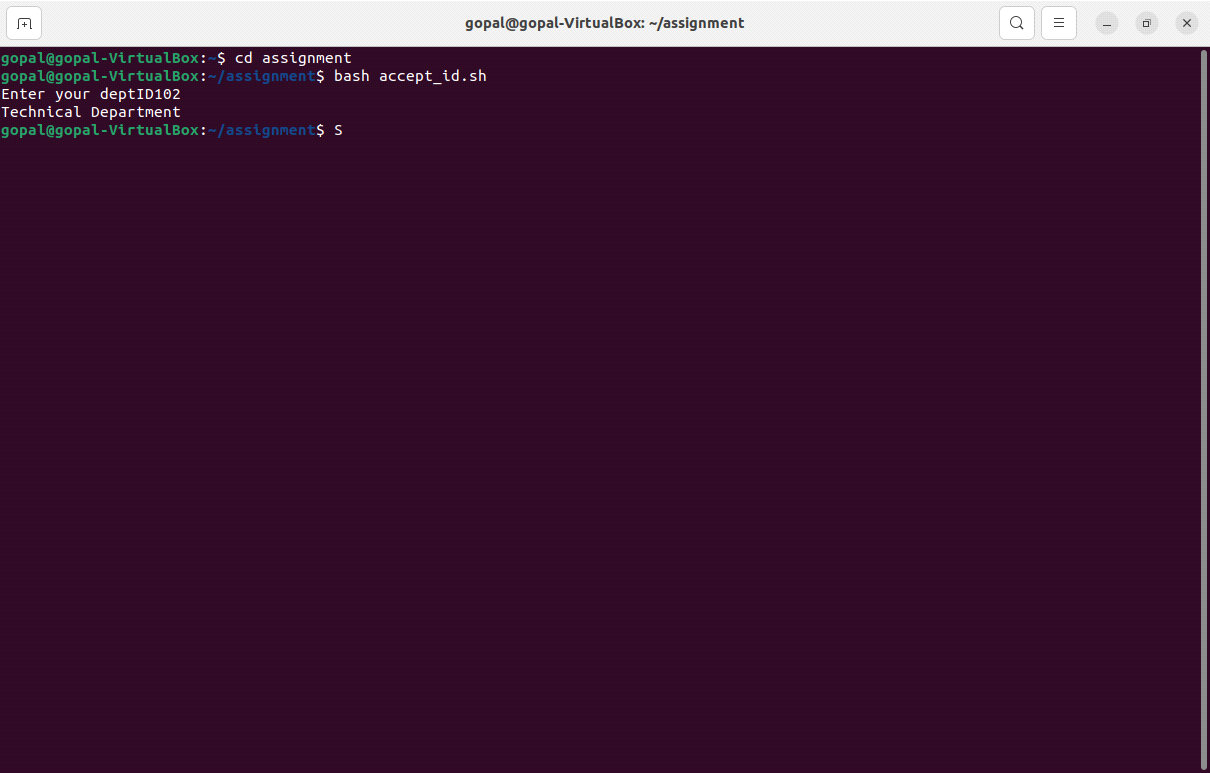 gopal@gopal-VirtualBox: ~/assignment
gopal@gopal-VirtualBox:~$ cd assignment
gopal@gopal-VirtualBox:~/assignment$ bash accept_id.sh
Enter your deptID102
Technical Department
gopal@gopal-VirtualBox:~/assignment$ S